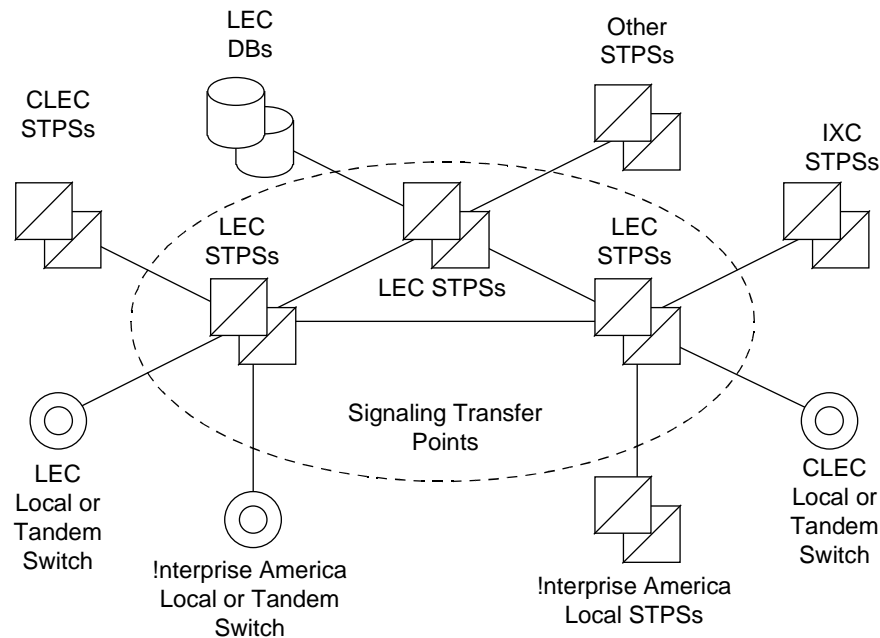 LEC
DBs
Other
STPSs
CLEC
STPSs
IXC
STPSs
LEC
STPSs
LEC
STPSs
LEC STPSs
Signaling Transfer
Points
LEC
Local or
Tandem
Switch
CLEC
Local or
Tandem
Switch
!nterprise America
Local or Tandem
Switch
!nterprise America
Local STPSs